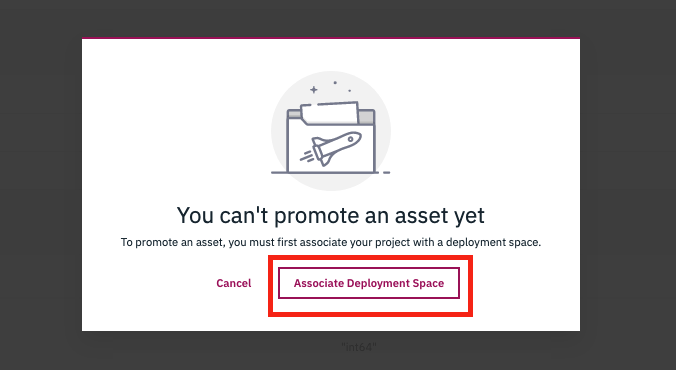 You can't promote an asset yet
To promote an asset, you must first associate your project with a deployment space.
Cancel
Associate Deployment Space
"int64"